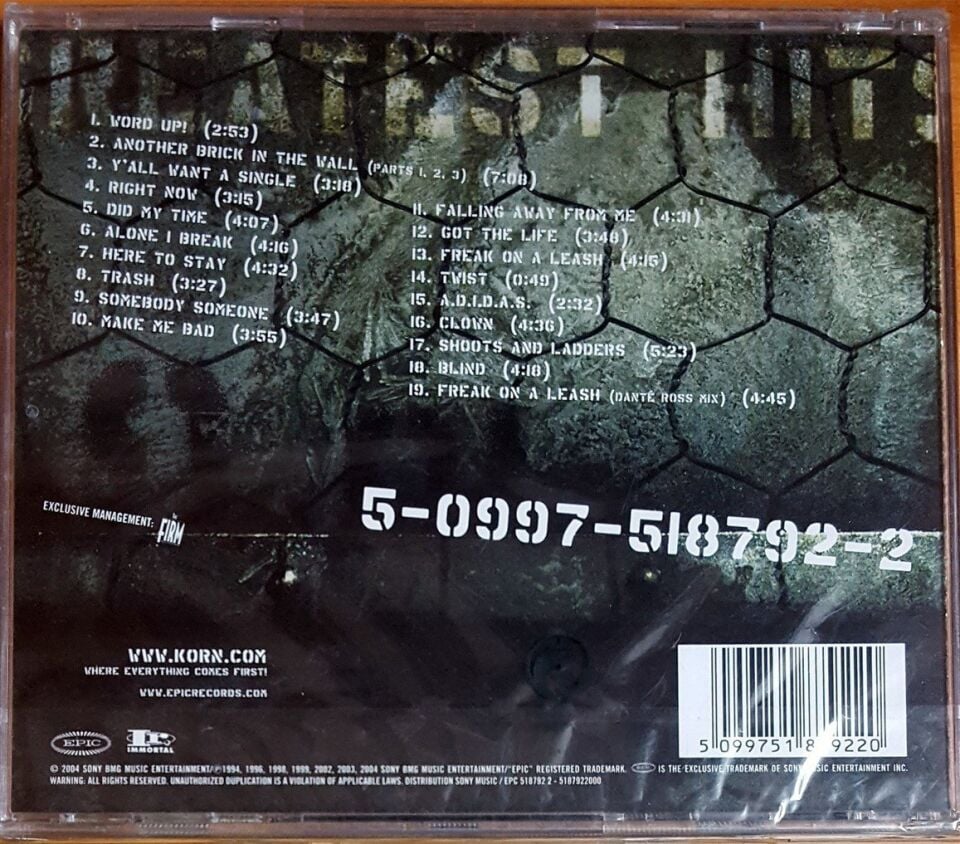 GREATEST HITS
1. WORD UP! (2:53)
2. ANOTHER BRICK IN THE WALL (PARTS 1, 2, 3) (7:08)
3. Y'ALL WANT A SINGLE (3:18)
4. RIGHT NOW (3:15)
5. DID MY TIME (4:07)
6. ALONE I BREAK (4:16)
7. HERE TO STAY (4:32)
8. TRASH (3:27)
9. SOMEBODY SOMEONE (3:47)
10. MAKE ME BAD (3:55)
11. FALLING AWAY FROM ME (4:31)
12. GOT THE LIFE (3:48)
13. FREAK ON A LEASH (4:15)
14. TWIST (0:49)
15. A.D.I.D.A.S. (2:32)
16. CLOWN (4:36)
17. SHOOTS AND LADDERS (5:23)
18. BLIND (4:18)
19. FREAK ON A LEASH (DANTÉ ROSS MIX) (4:45)
EXCLUSIVE MANAGEMENT: The FIRM
5-0997-518792-2
WWW.KORN.COM
WHERE EVERYTHING COMES FIRST!
WWW.EPICRECORDS.COM
EPIC
IMMORTAL
5 099751 879220
© 2004 SONY BMG MUSIC ENTERTAINMENT/℗ 1994, 1996, 1998, 1999, 2002, 2003, 2004 SONY BMG MUSIC ENTERTAINMENT/"EPIC" REGISTERED TRADEMARK. EPIC IS THE EXCLUSIVE TRADEMARK OF SONY MUSIC ENTERTAINMENT INC.
WARNING: ALL RIGHTS RESERVED. UNAUTHORIZED DUPLICATION IS A VIOLATION OF APPLICABLE LAWS. DISTRIBUTION SONY MUSIC / EPC 518792 2 - 5187922000